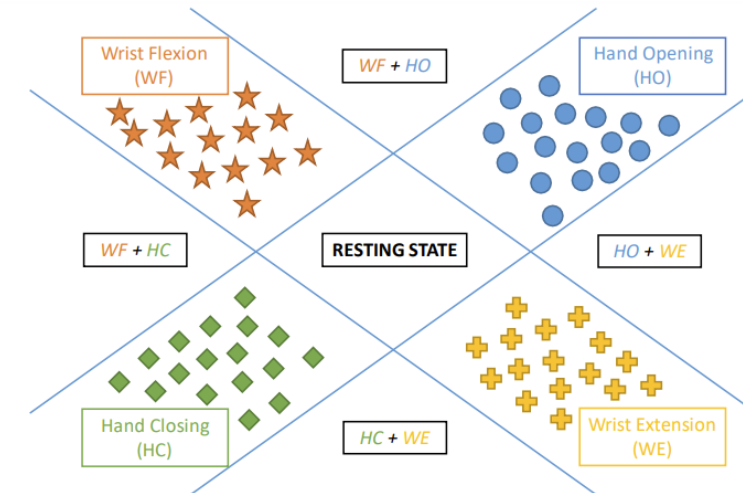 Wrist Flexion
(WF)
WF + HO
Hand Opening
(HO)
WF + HC
RESTING STATE
HO + WE
Hand Closing
(HC)
HC + WE
Wrist Extension
(WE)